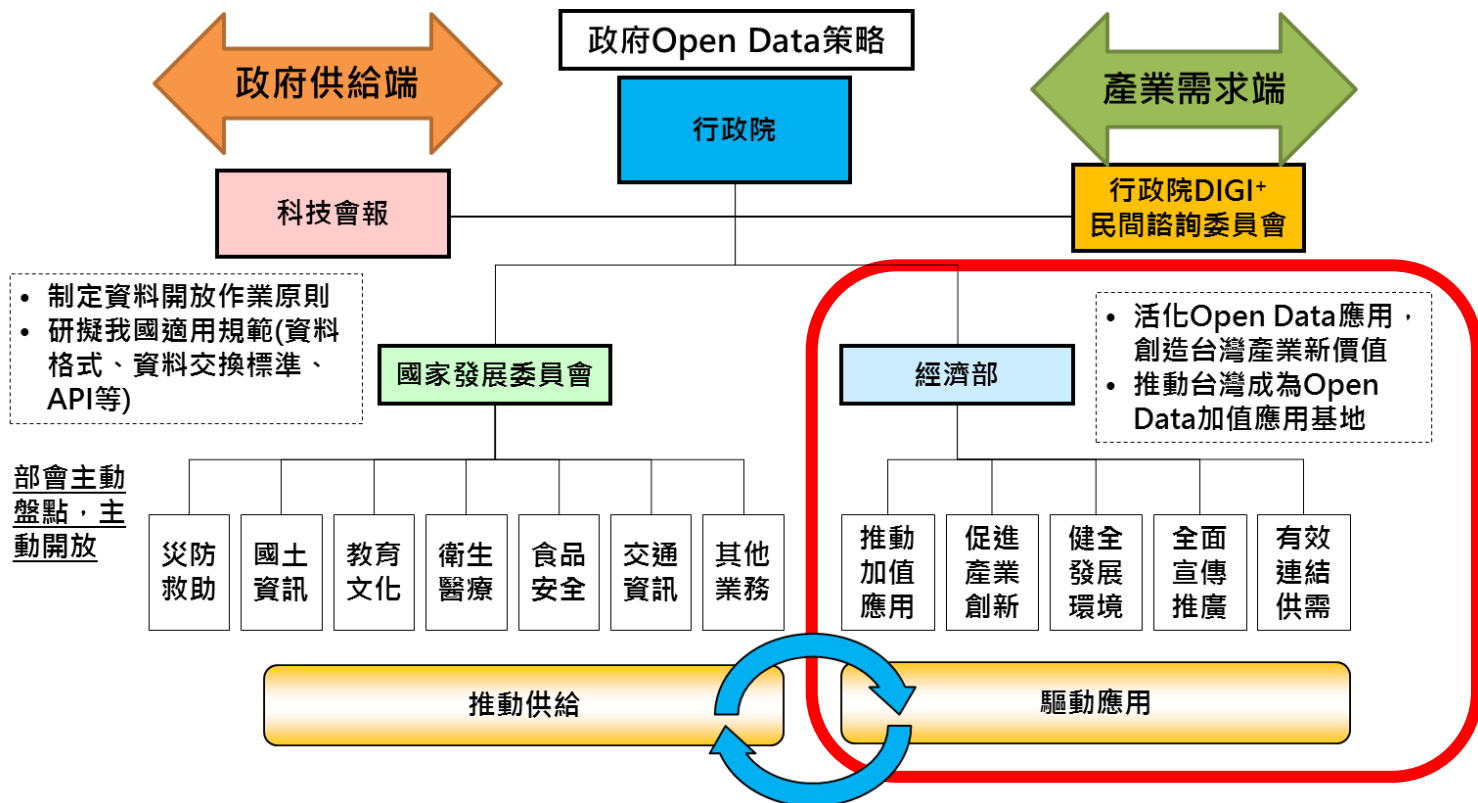 政府Open Data策略
政府供給端
產業需求端
行政院
科技會報
行政院DIGI⁺
民間諮詢委員會
• 制定資料開放作業原則
• 研擬我國適用規範(資料
格式、資料交換標準、
API等)
• 活化Open Data應用，
創造台灣產業新價值
• 推動台灣成為Open
Data加值應用基地
國家發展委員會
經濟部
部會主動
盤點，主
動開放
災防
救助
國土
資訊
教育
文化
衛生
醫療
食品
安全
交通
資訊
其他
業務
推動
加值
應用
促進
產業
創新
健全
發展
環境
全面
宣傳
推廣
有效
連結
供需
推動供給
驅動應用